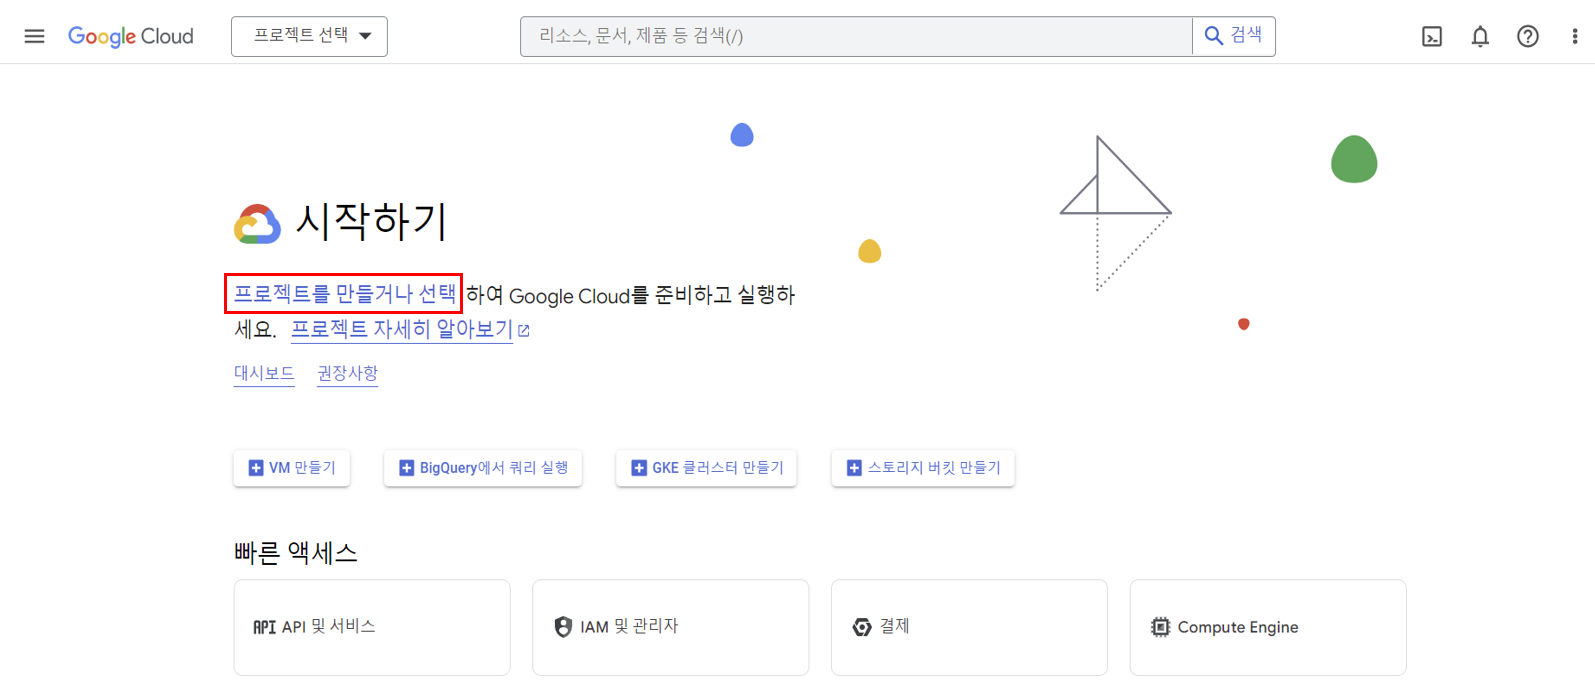 Google Cloud
프로젝트 선택
리소스, 문서, 제품 등 검색(/)
검색
시작하기
프로젝트를 만들거나 선택 하여 Google Cloud를 준비하고 실행하
세요. 프로젝트 자세히 알아보기
대시보드 권장사항
VM 만들기
BigQuery에서 쿼리 실행
GKE 클러스터 만들기
스토리지 버킷 만들기
빠른 액세스
API API 및 서비스
IAM 및 관리자
결제
Compute Engine